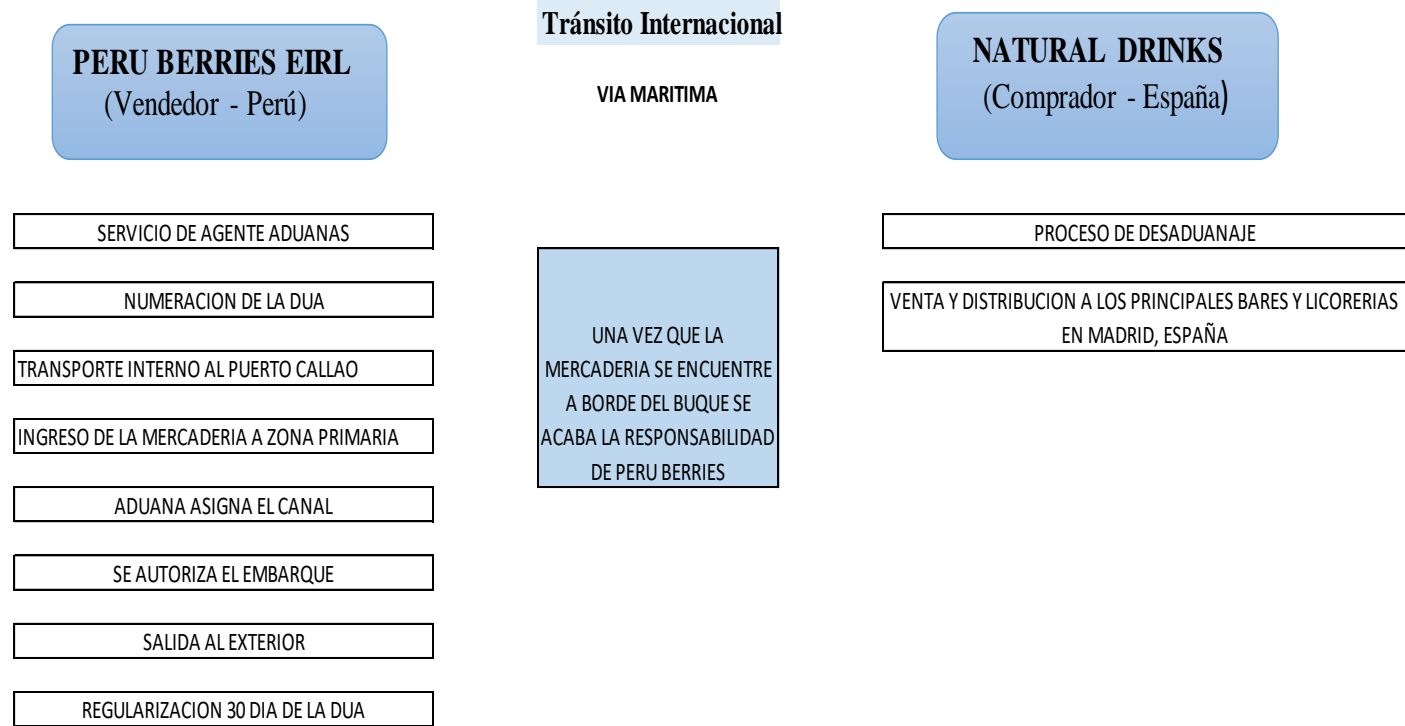 PERU BERRIES EIRL
(Vendedor - Perú)
SERVICIO DE AGENTE ADUANAS
NUMERACION DE LA DUA
TRANSPORTE INTERNO AL PUERTO CALLAO
INGRESO DE LA MERCADERIA A ZONA PRIMARIA
ADUANA ASIGNA EL CANAL
SE AUTORIZA EL EMBARQUE
SALIDA AL EXTERIOR
REGULARIZACION 30 DIA DE LA DUA
Tránsito Internacional
VIA MARITIMA
UNA VEZ QUE LA
MERCADERIA SE ENCUENTRE
A BORDE DEL BUQUE SE
ACABA LA RESPONSABILIDAD
DE PERU BERRIES
NATURAL DRINKS
(Comprador - España)
PROCESO DE DESADUANAJE
VENTA Y DISTRIBUCION A LOS PRINCIPALES BARES Y LICORERIAS
EN MADRID, ESPAÑA